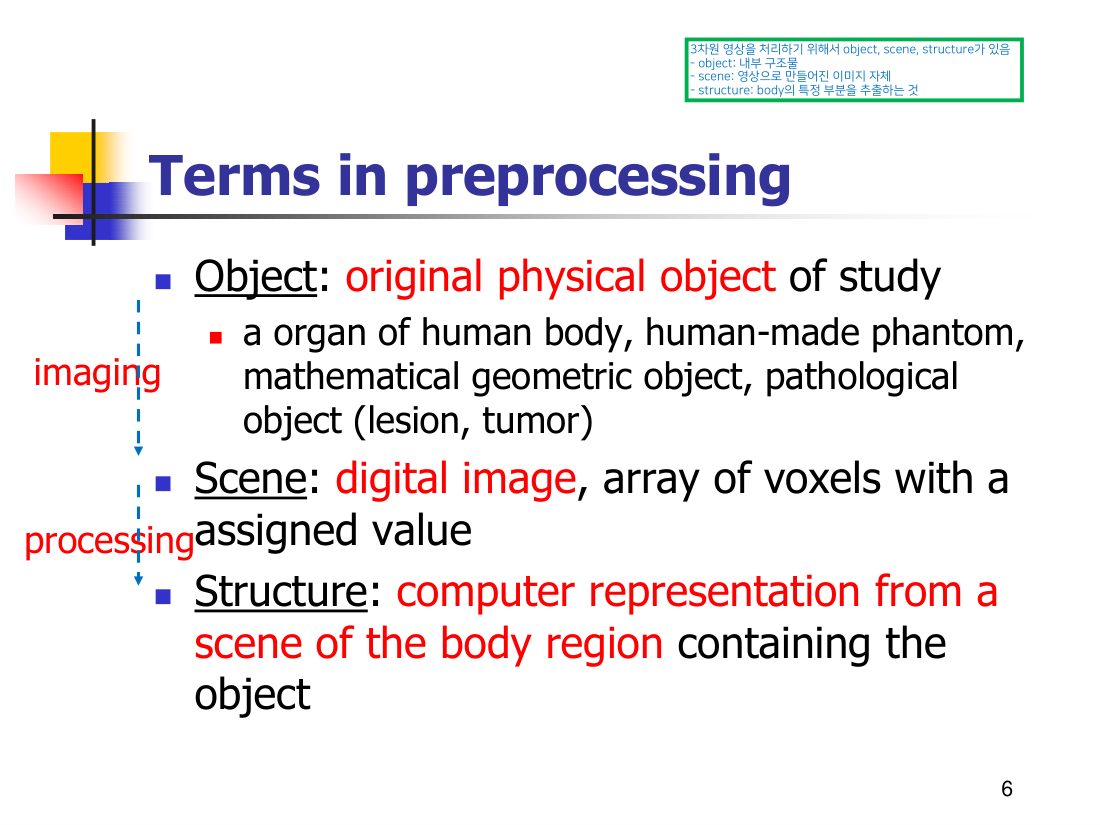 3차원 영상을 처리하기 위해서 object, scene, structure가 있음
- object: 내부 구조물
- scene: 영상으로 만들어진 이미지 자체
- structure: body의 특정 부분을 추출하는 것
Terms in preprocessing
Object: original physical object of study
a organ of human body, human-made phantom,
mathematical geometric object, pathological
object (lesion, tumor)
imaging
Scene: digital image, array of voxels with a
assigned value
processing
Structure: computer representation from a
scene of the body region containing the
object
6